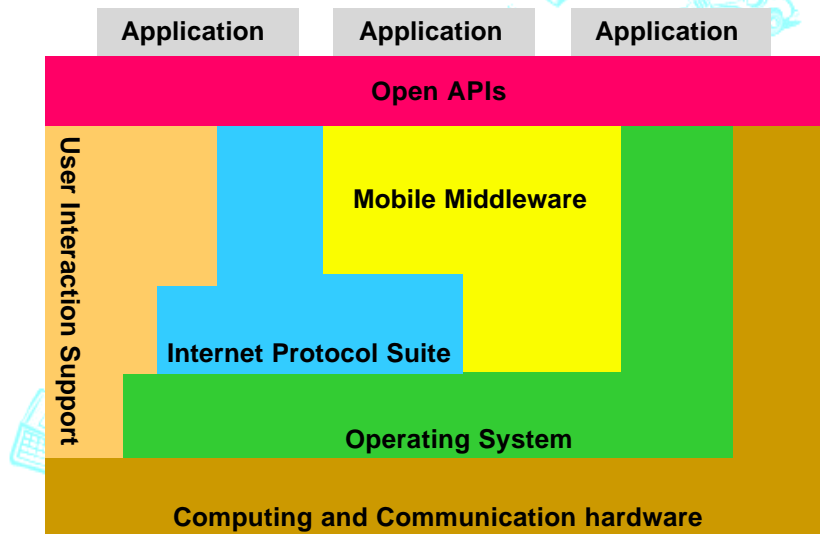 Application Application Application
Open APIs
User Interaction Support
Mobile Middleware
Internet Protocol Suite
Operating System
Computing and Communication hardware